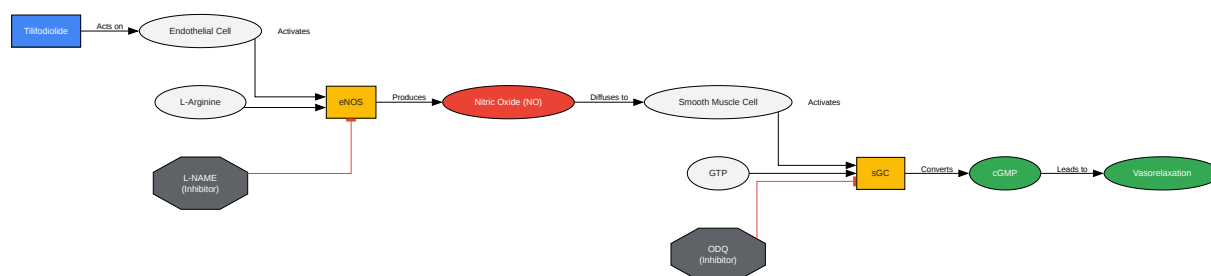 Tilifodiolide
Acts on
Endothelial Cell
Activates
L-Arginine
eNOS
Produces
Nitric Oxide (NO)
Diffuses to
Smooth Muscle Cell
Activates
L-NAME
(Inhibitor)
GTP
sGC
Converts
cGMP
Leads to
Vasorelaxation
ODQ
(Inhibitor)